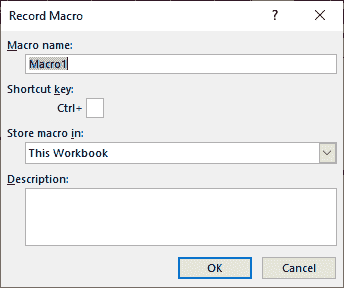 Record Macro ? ×
Macro name:
Macro1
Shortcut key:
Ctrl+
Store macro in:
This Workbook
Description:
OK Cancel